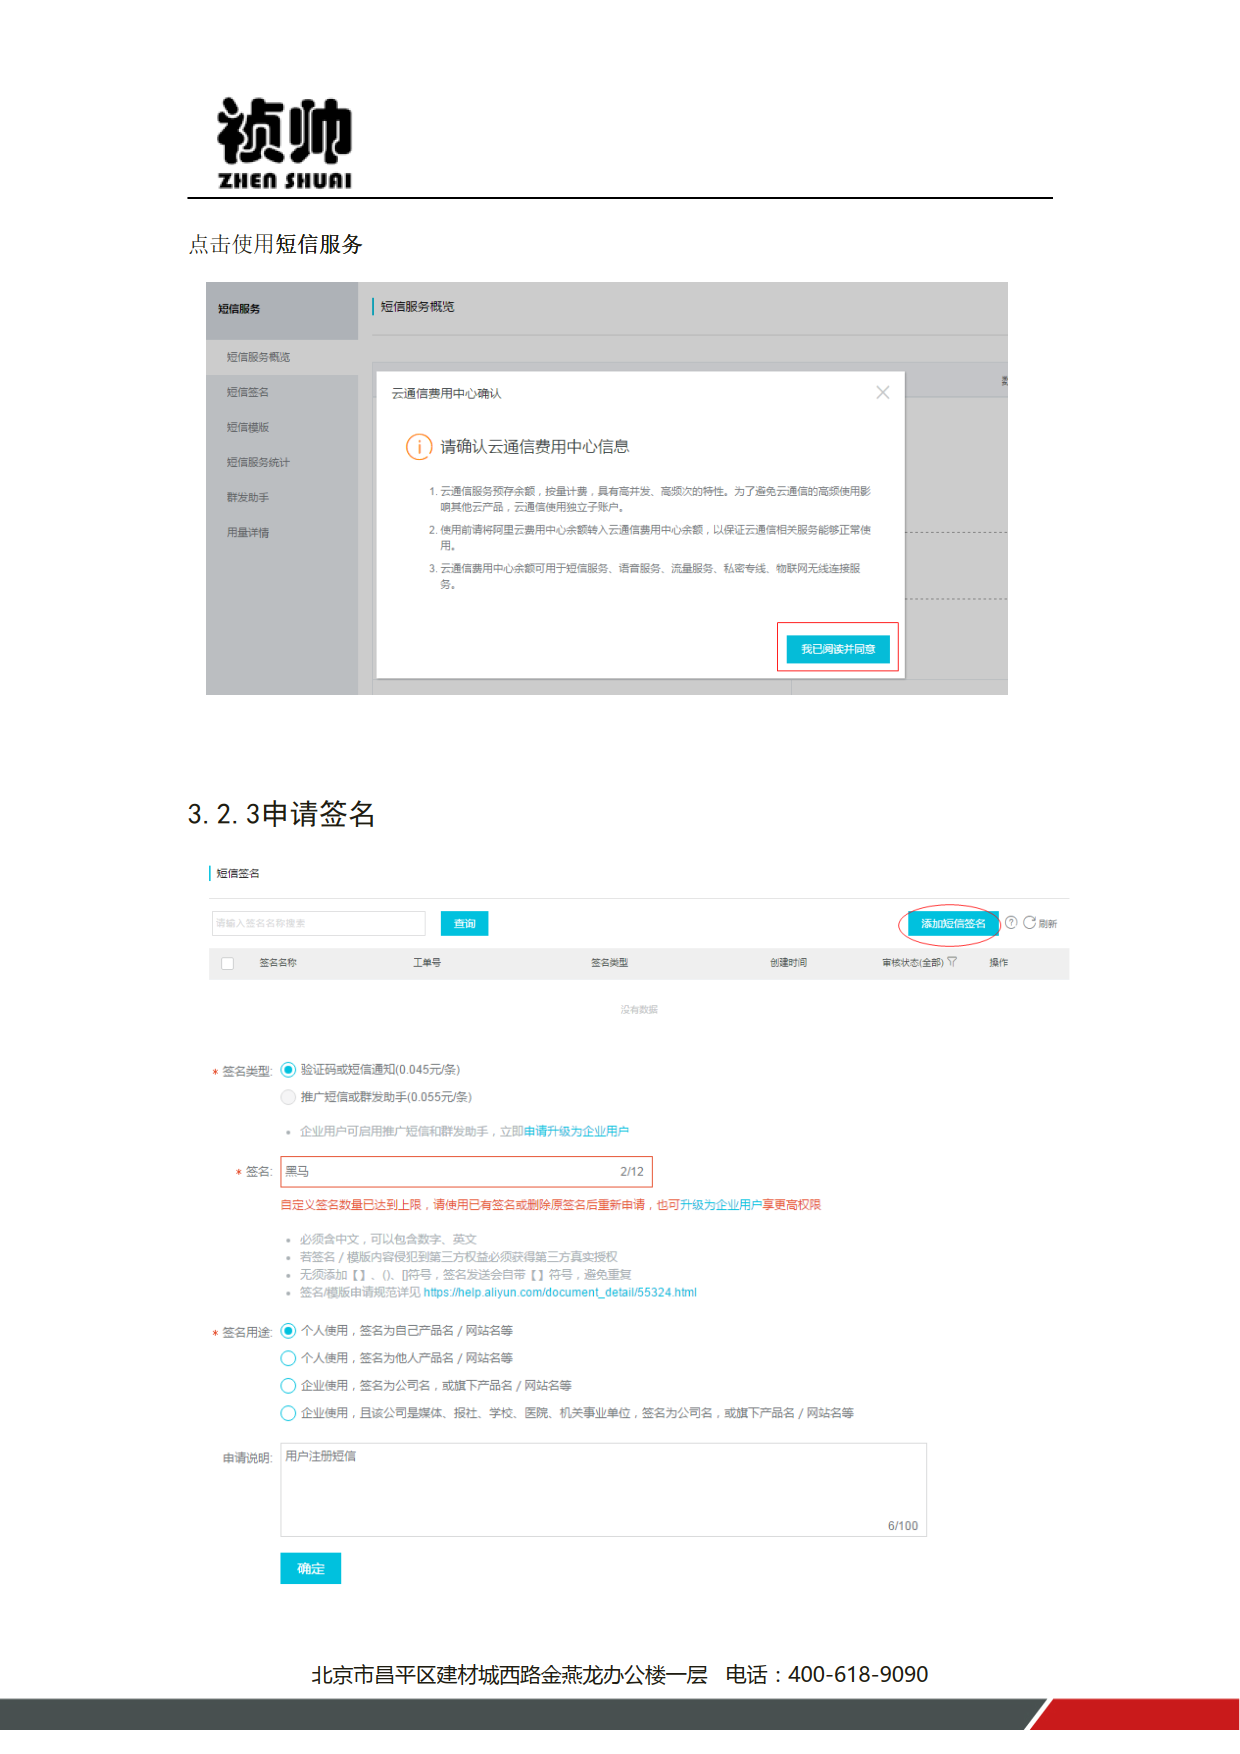 祯帅
ZHEN SHUAI
点击使用短信服务
短信服务
短信服务概览
短信服务概览
短信签名
短信模版
短信服务统计
群发助手
用量详情
云通信费用中心确认
请确认云通信费用中心信息
1. 云通信服务预存余额，按量计费，具有高并发、高频次的特性。为了避免云通信的高频使用影
响其他云产品，云通信使用独立子账户。
2. 使用前请将阿里云费用中心余额转入云通信费用中心余额，以保证云通信相关服务能够正常使
用。
3. 云通信费用中心余额可用于短信服务、语音服务、流量服务、私密专线、物联网无线连接服
务。
我已阅读并同意
3.2.3申请签名
短信签名
请输入签名名称搜索 查询 添加短信签名 刷新
签名名称 工单号 签名类型 创建时间 审核状态(全部) 操作
没有数据
* 签名类型: 验证码或短信通知(0.045元/条)
推广短信或群发助手(0.055元/条)
企业用户可启用推广短信和群发助手，立即申请升级为企业用户
* 签名: 黑马 2/12
自定义签名数量已达到上限，请使用已有签名或删除原签名后重新申请，也可升级为企业用户享更高权限
必须含中文，可以包含数字、英文
若签名 / 模版内容侵犯到第三方权益必须获得第三方真实授权
无须添加【 】、()、[]符号，签名发送会自带【 】符号，避免重复
签名/模版申请规范详见 https://help.aliyun.com/document_detail/55324.html
* 签名用途: 个人使用，签名为自己产品名 / 网站名等
个人使用，签名为他人产品名 / 网站名等
企业使用，签名为公司名，或旗下产品名 / 网站名等
企业使用，且该公司是媒体、报社、学校、医院、机关事业单位，签名为公司名，或旗下产品名 / 网站名等
申请说明: 用户注册短信
6/100
确定
北京市昌平区建材城西路金燕龙办公楼一层 电话：400-618-9090